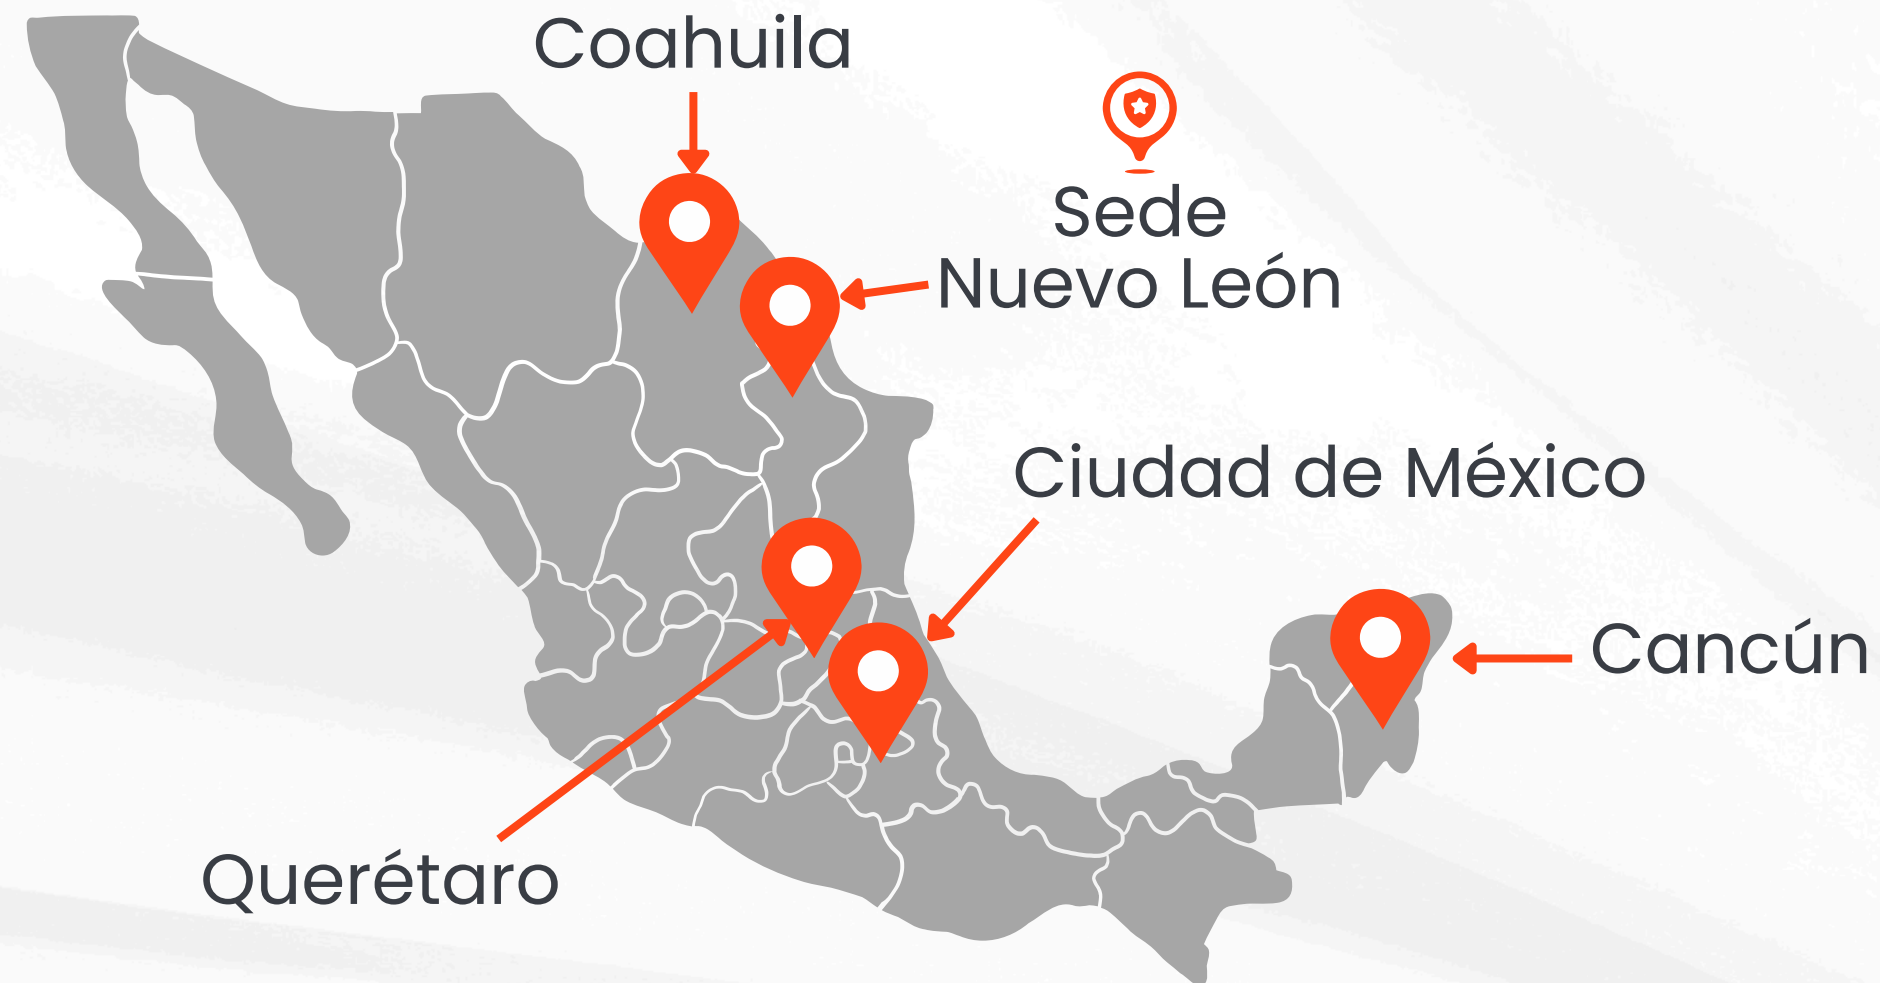 Coahuila
Sede
Nuevo León
Ciudad de México
Cancún
Querétaro